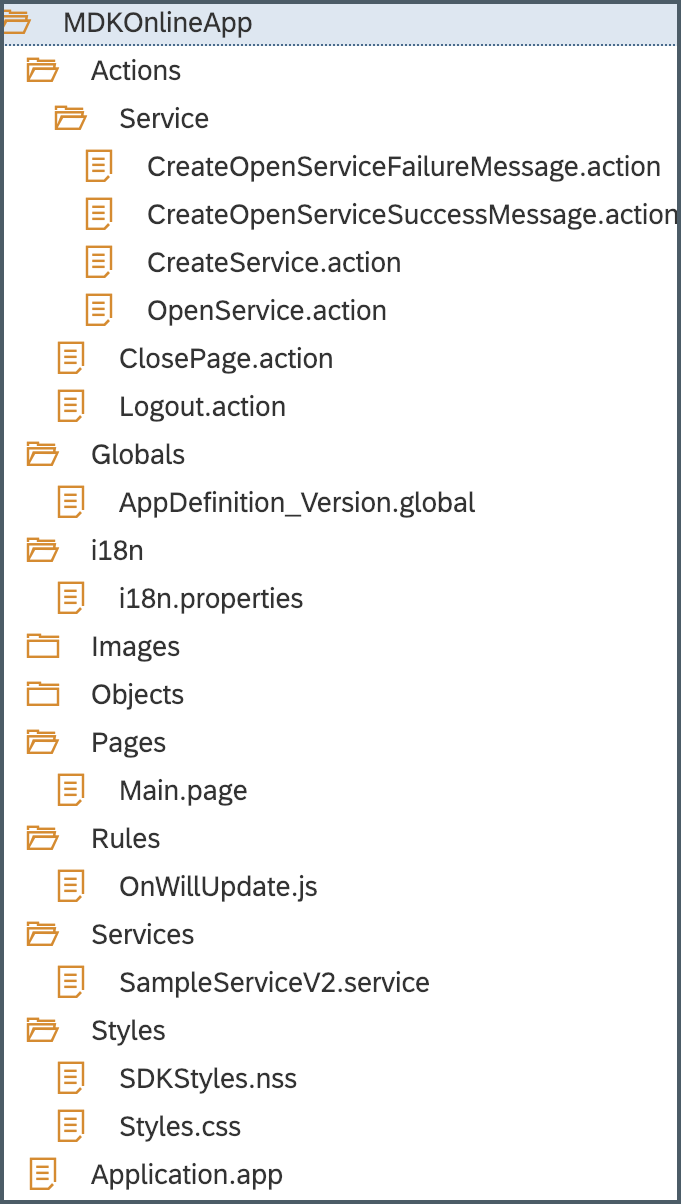 MDKOnlineApp
Actions
Service
CreateOpenServiceFailureMessage.action
CreateOpenServiceSuccessMessage.action
CreateService.action
OpenService.action
ClosePage.action
Logout.action
Globals
AppDefinition_Version.global
i18n
i18n.properties
Images
Objects
Pages
Main.page
Rules
OnWillUpdate.js
Services
SampleServiceV2.service
Styles
SDKStyles.nss
Styles.css
Application.app